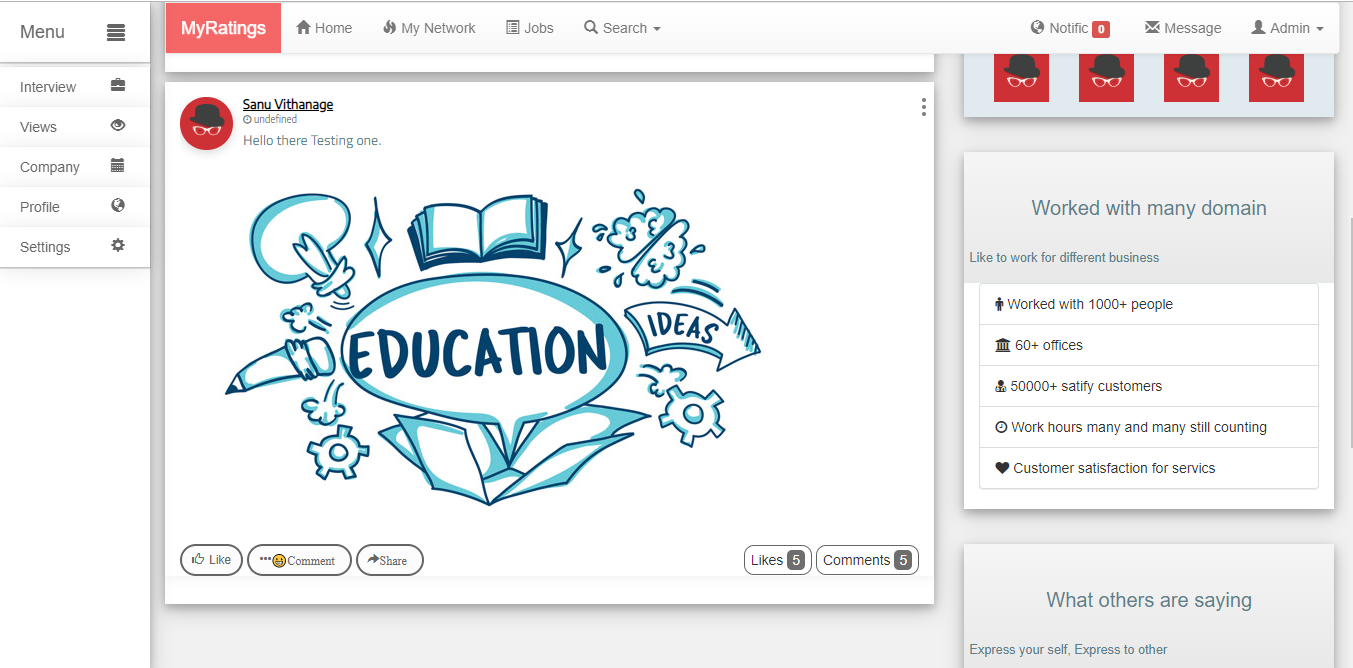 Menu
Interview
Views
Company
Profile
Settings
MyRatings Home My Network Jobs Search Notific 0 Message Admin
Sanu Vithanage
undefined
Hello there Testing one.
EDUCATION
IDEAS
Like Comment Share Likes 5 Comments 5
Worked with many domain
Like to work for different business
Worked with 1000+ people
60+ offices
50000+ satify customers
Work hours many and many still counting
Customer satisfaction for servics
What others are saying
Express your self, Express to other